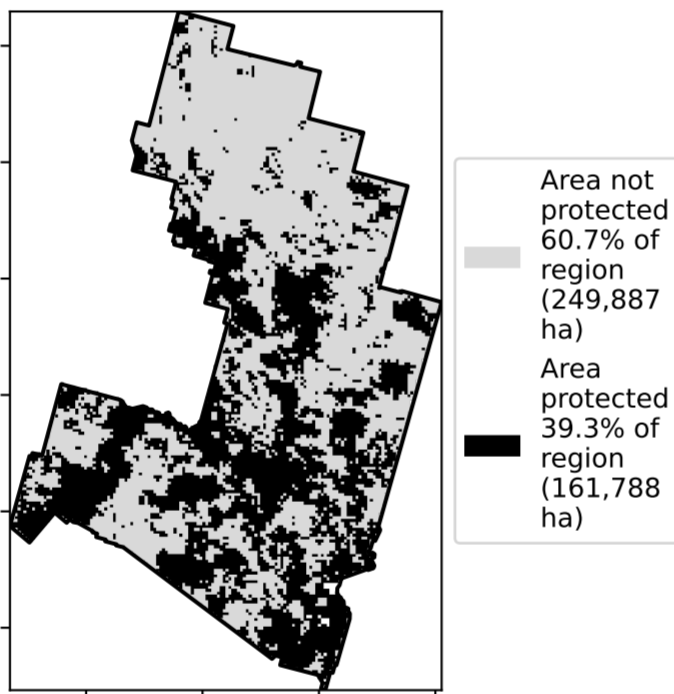 Area not
protected
60.7% of
region
(249,887
ha)
Area
protected
39.3% of
region
(161,788
ha)